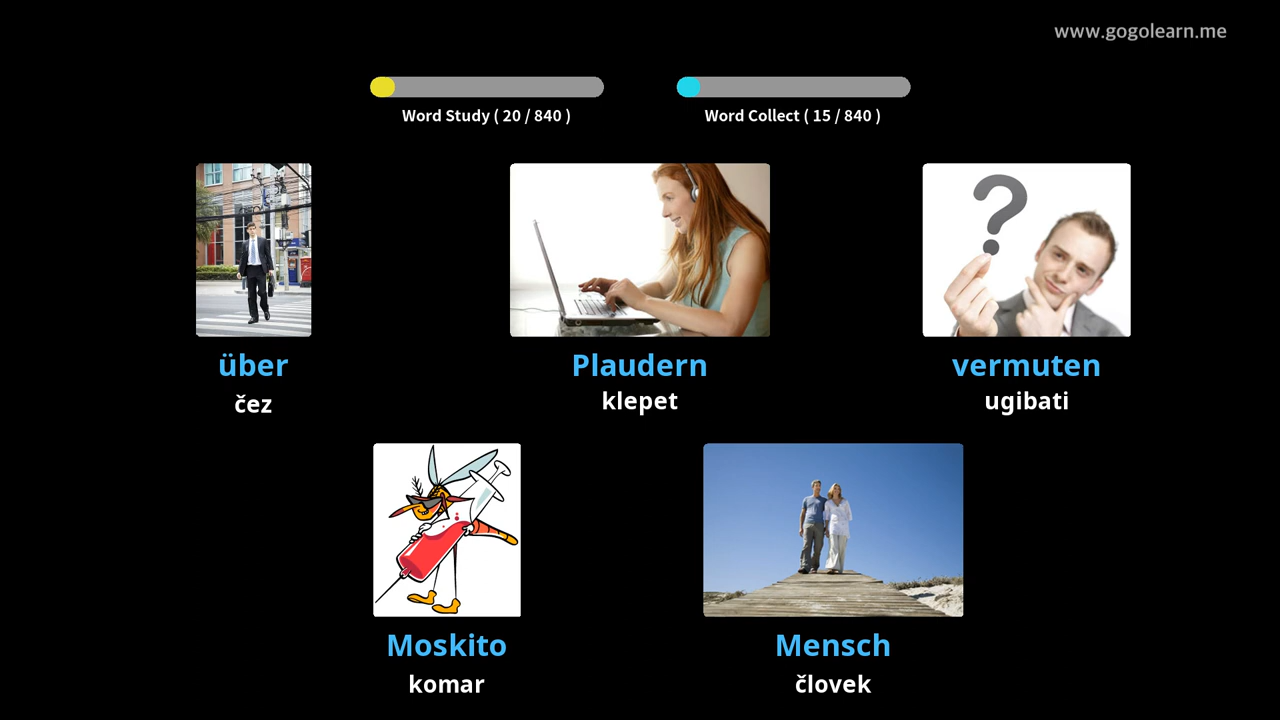 www.gogolearn.me
Word Study ( 20 / 840 )
Word Collect ( 15 / 840 )
über
čez
Plaudern
klepet
vermuten
ugibati
Moskito
komar
Mensch
človek